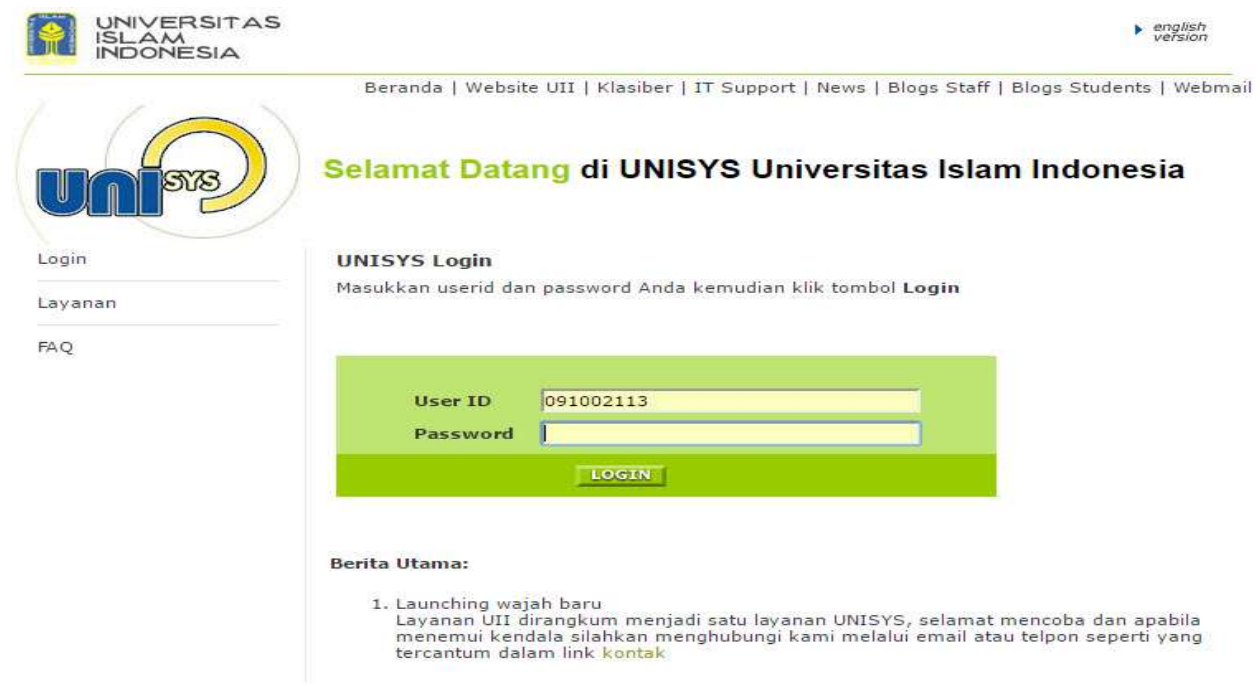 UNIVERSITAS
ISLAM
INDONESIA
english
version
Beranda | Website UII | Klasiber | IT Support | News | Blogs Staff | Blogs Students | Webmail
uni SYS
Selamat Datang di UNISYS Universitas Islam Indonesia
Login
Layanan
FAQ
UNISYS Login
Masukkan userid dan password Anda kemudian klik tombol Login
User ID 091002113
Password
LOGIN
Berita Utama:
1. Launching wajah baru
Layanan UII dirangkum menjadi satu layanan UNISYS, selamat mencoba dan apabila
menemui kendala silahkan menghubungi kami melalui email atau telpon seperti yang
tercantum dalam link kontak